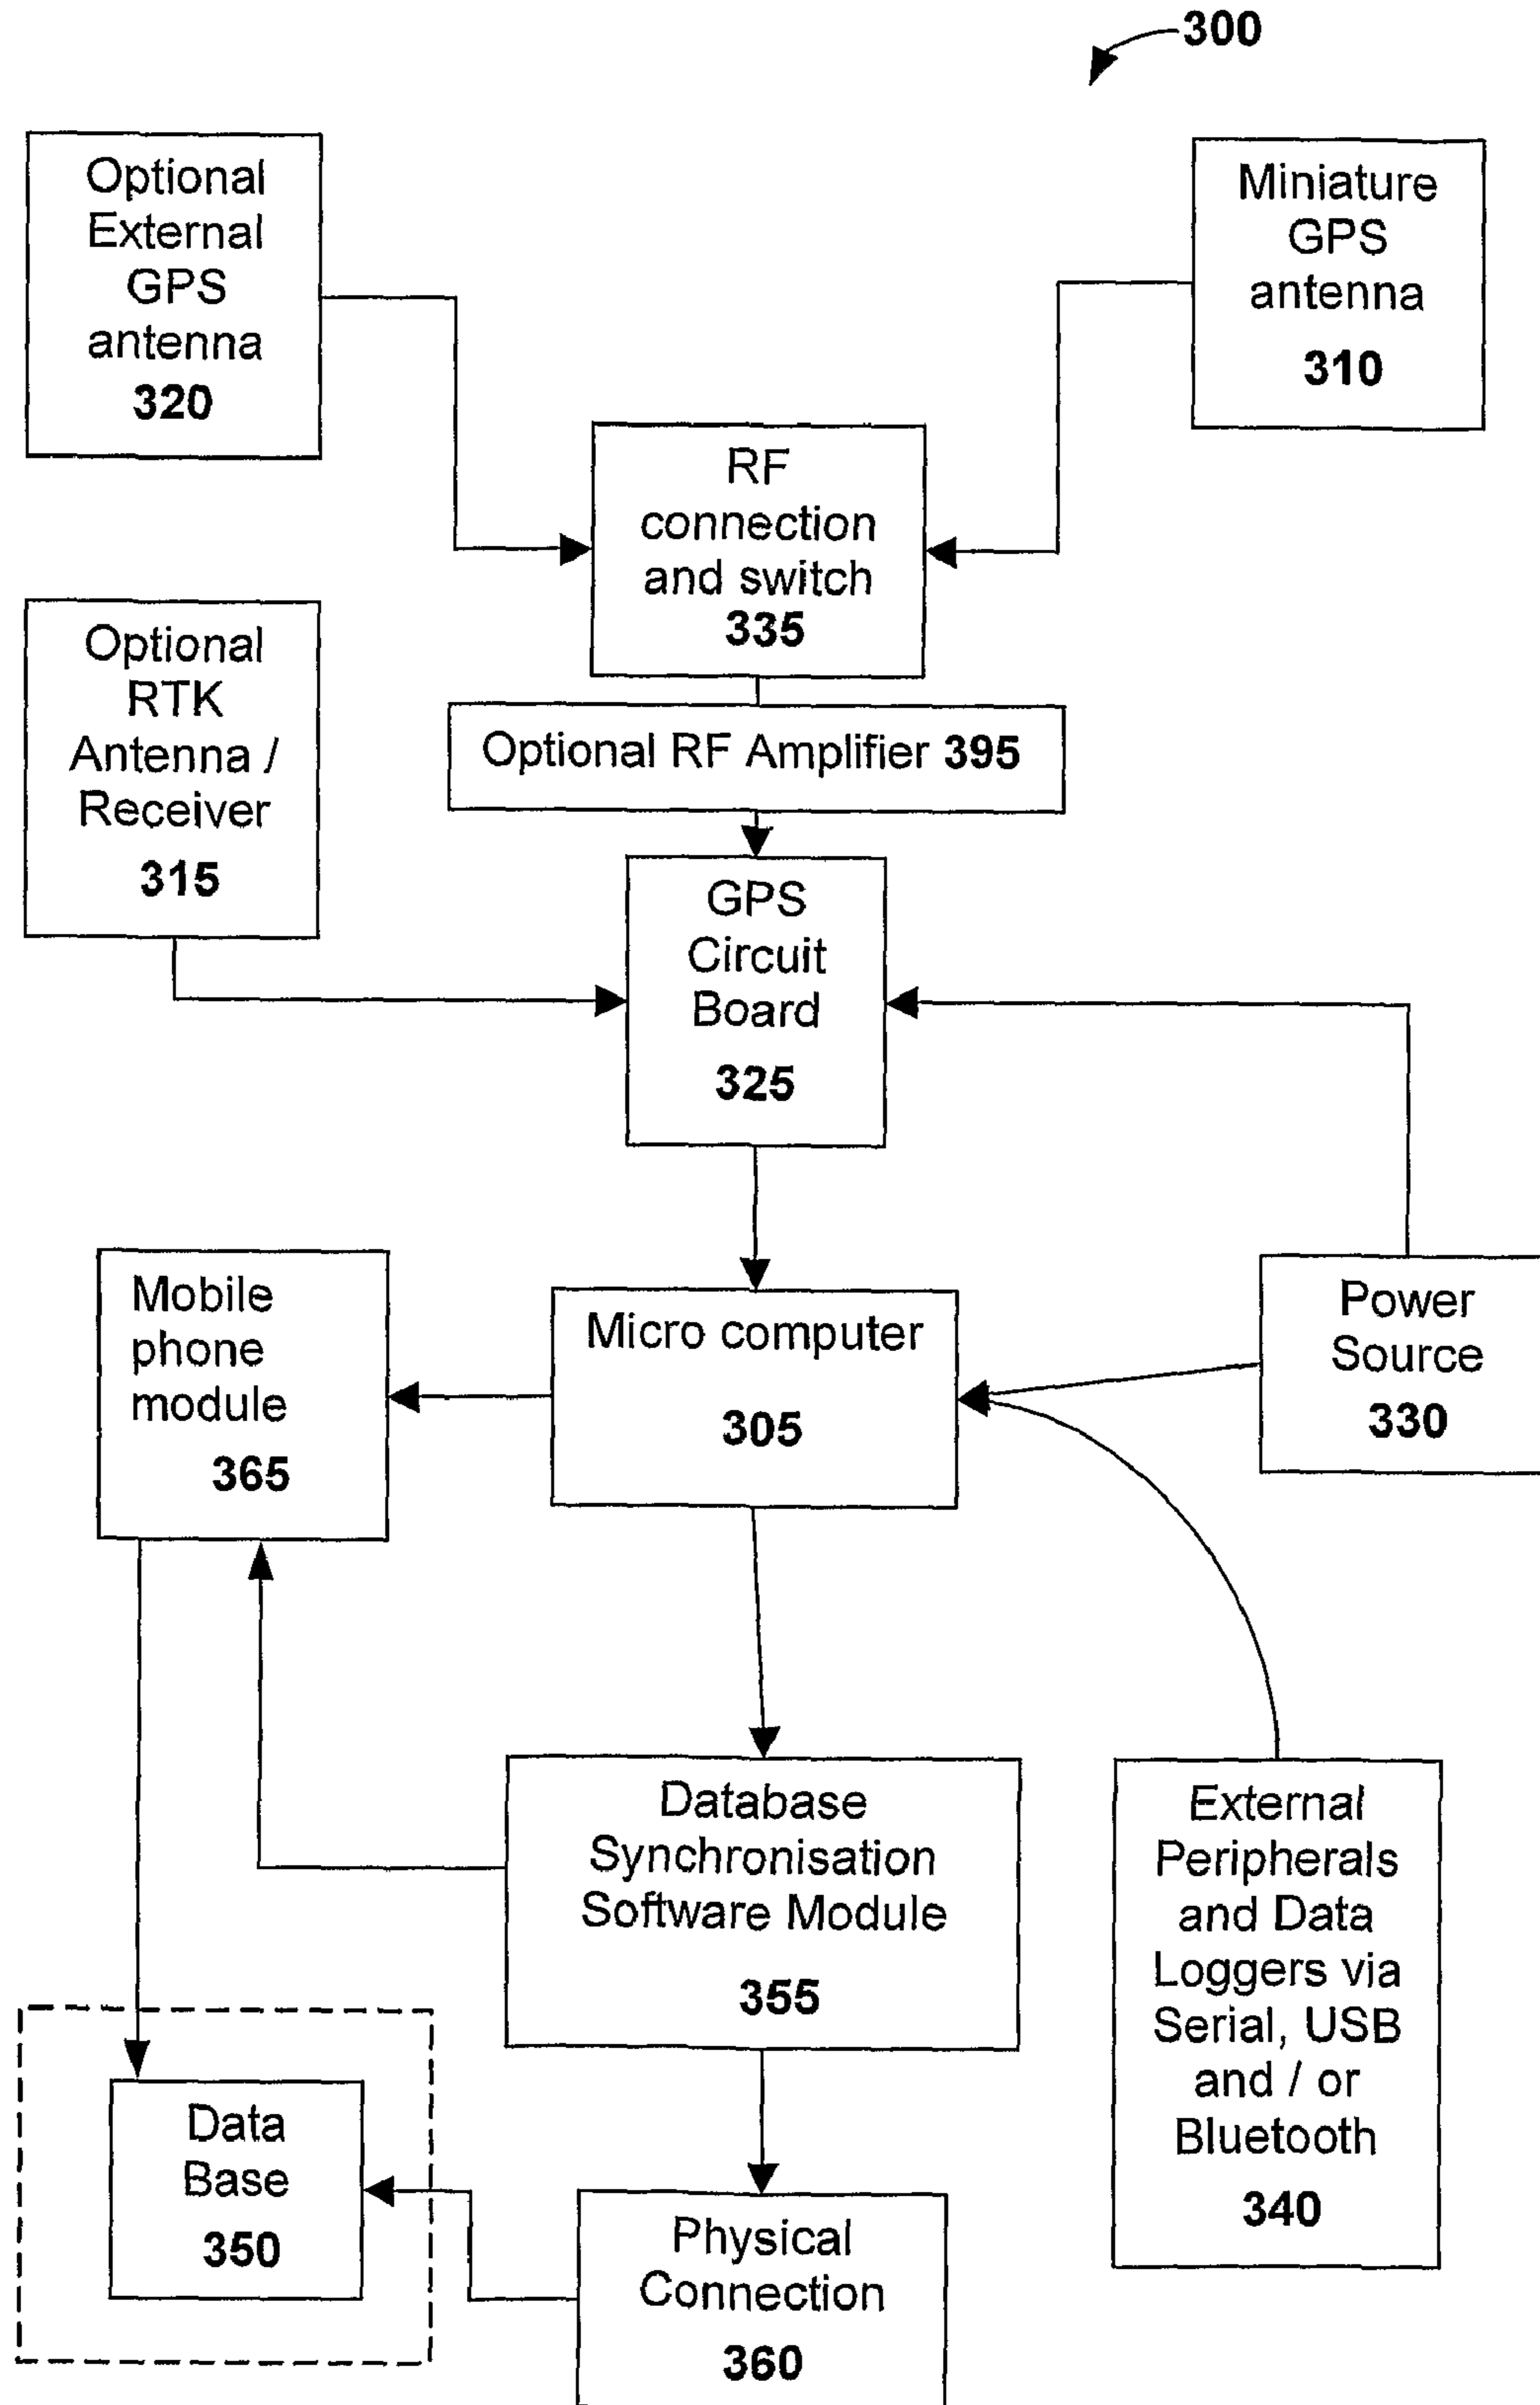 300
Optional
External
GPS
antenna
320
Miniature
GPS
antenna
310
RF
connection
and switch
335
Optional
RTK
Antenna /
Receiver
315
Optional RF Amplifier 395
GPS
Circuit
Board
325
Mobile
phone
module
365
Micro computer
305
Power
Source
330
Database
Synchronisation
Software Module
355
External
Peripherals
and Data
Loggers via
Serial, USB
and / or
Bluetooth
340
Data
Base
350
Physical
Connection
360